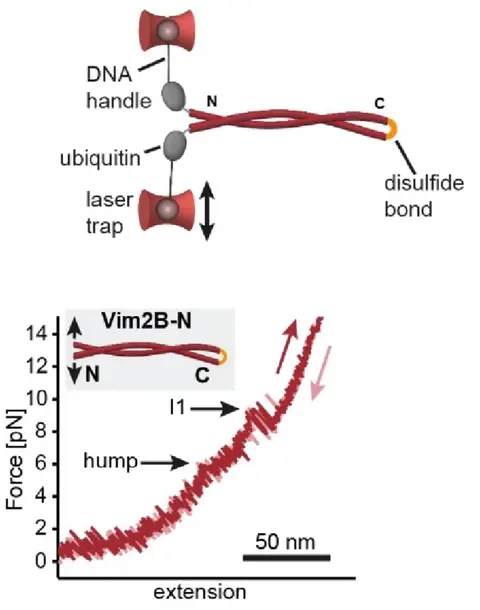 DNA
handle
N
C
ubiquitin
laser
trap
disulfide
bond
Vim2B-N
N
C
14
12
10
8
6
4
2
0
Force [pN]
I1
hump
50 nm
extension